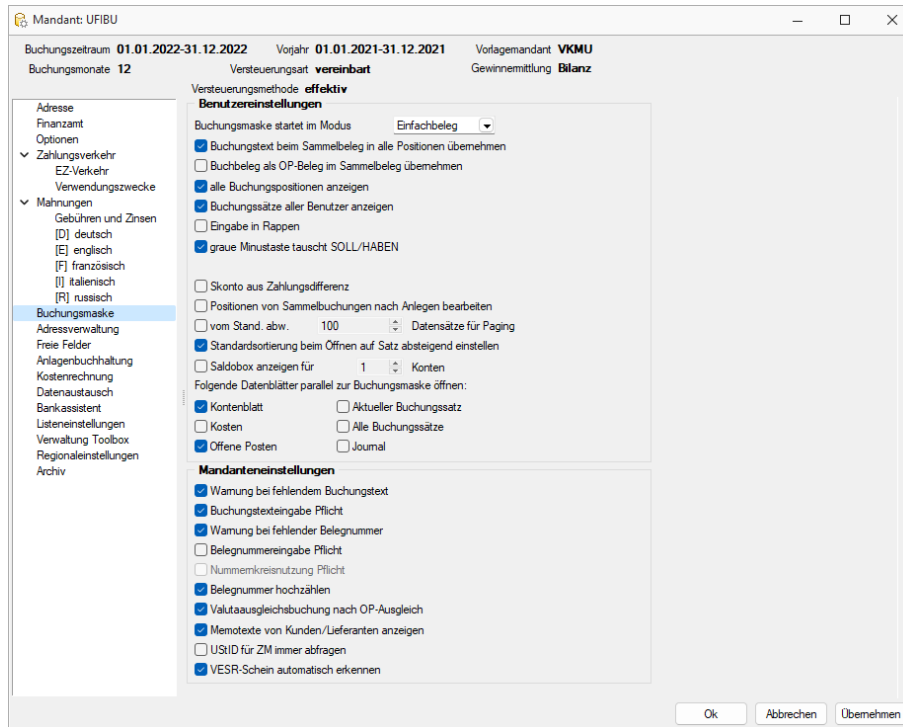 Mandant: UFIBU
Buchungszeitraum 01.01.2022-31.12.2022 Vorjahr 01.01.2021-31.12.2021 Vorlagemandant VKMU
Buchungsmonate 12 Versteuerungsart vereinbart Gewinnermittlung Bilanz
Versteuerungsmethode effektiv
Adresse
Finanzamt
Optionen
Zahlungsverkehr
EZ-Verkehr
Verwendungszwecke
Mahnungen
Gebühren und Zinsen
[D] deutsch
[E] englisch
[F] französisch
[I] italienisch
[R] russisch
Buchungsmaske
Adressverwaltung
Freie Felder
Anlagenbuchhaltung
Kostenrechnung
Datenaustausch
Bankassistent
Listeneinstellungen
Verwaltung Toolbox
Regionaleinstellungen
Archiv
Benutzereinstellungen
Buchungsmaske startet im Modus Einfachbeleg
Buchungstext beim Sammelbeleg in alle Positionen übernehmen
Buchbeleg als OP-Beleg im Sammelbeleg übernehmen
alle Buchungspositionen anzeigen
Buchungssätze aller Benutzer anzeigen
Eingabe in Rappen
graue Minustaste tauscht SOLL/HABEN
Skonto aus Zahlungsdifferenz
Positionen von Sammelbuchungen nach Anlegen bearbeiten
vom Stand. abw. 100 Datensätze für Paging
Standardsortierung beim Öffnen auf Satz absteigend einstellen
Saldobox anzeigen für 1 Konten
Folgende Datenblätter parallel zur Buchungsmaske öffnen:
Kontenblatt Aktueller Buchungssatz
Kosten Alle Buchungssätze
Offene Posten Journal
Mandanteneinstellungen
Warnung bei fehlendem Buchungstext
Buchungstexteingabe Pflicht
Warnung bei fehlender Belegnummer
Belegnummereingabe Pflicht
Nummernkreisnutzung Pflicht
Belegnummer hochzählen
Valutaausgleichsbuchung nach OP-Ausgleich
Memotexte von Kunden/Lieferanten anzeigen
UStID für ZM immer abfragen
VESR-Schein automatisch erkennen
Ok Abbrechen Übernehmen